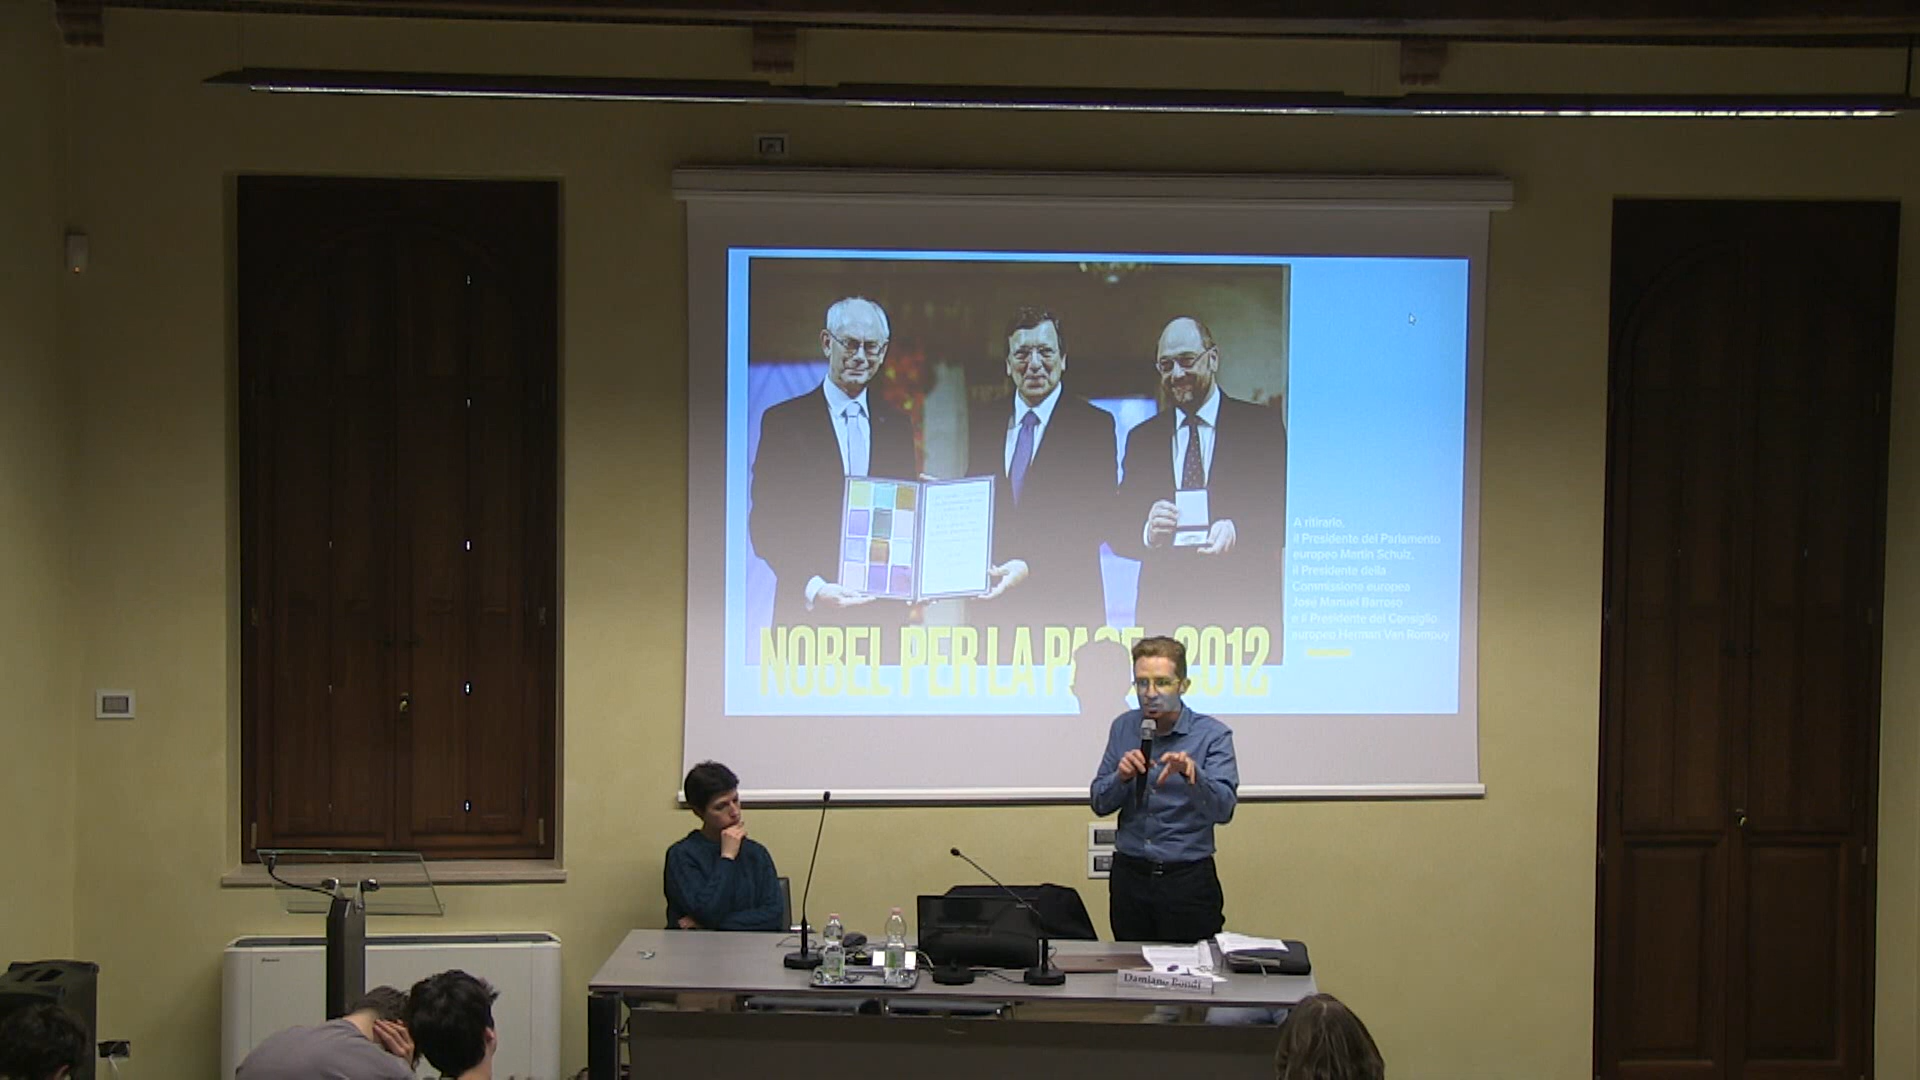 A ritirarlo,
il Presidente del Parlamento
europeo Martin Schulz,
il Presidente della
Commissione europea
José Manuel Barroso
e il Presidente del Consiglio
europeo Herman Van Rompuy
NOBEL PER LA PACE 2012
Damiano Bondi